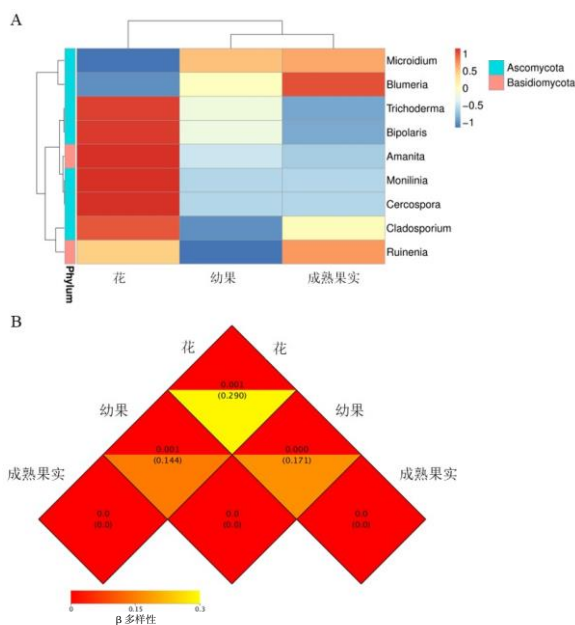 A
Microidium
Blumeria
Trichoderma
Bipolaris
Amanita
Monilinia
Cercospora
Cladosporium
Ruinenia
1
0.5
0
−0.5
−1
Ascomycota
Basidiomycota
Phylum
花 幼果 成熟果实
B
花 花
幼果 幼果
成熟果实 成熟果实
0.001
(0.290)
0.001 0.000
(0.144) (0.171)
0.0 0.0 0.0
(0.0) (0.0) (0.0)
0 0.15 0.3
β 多样性